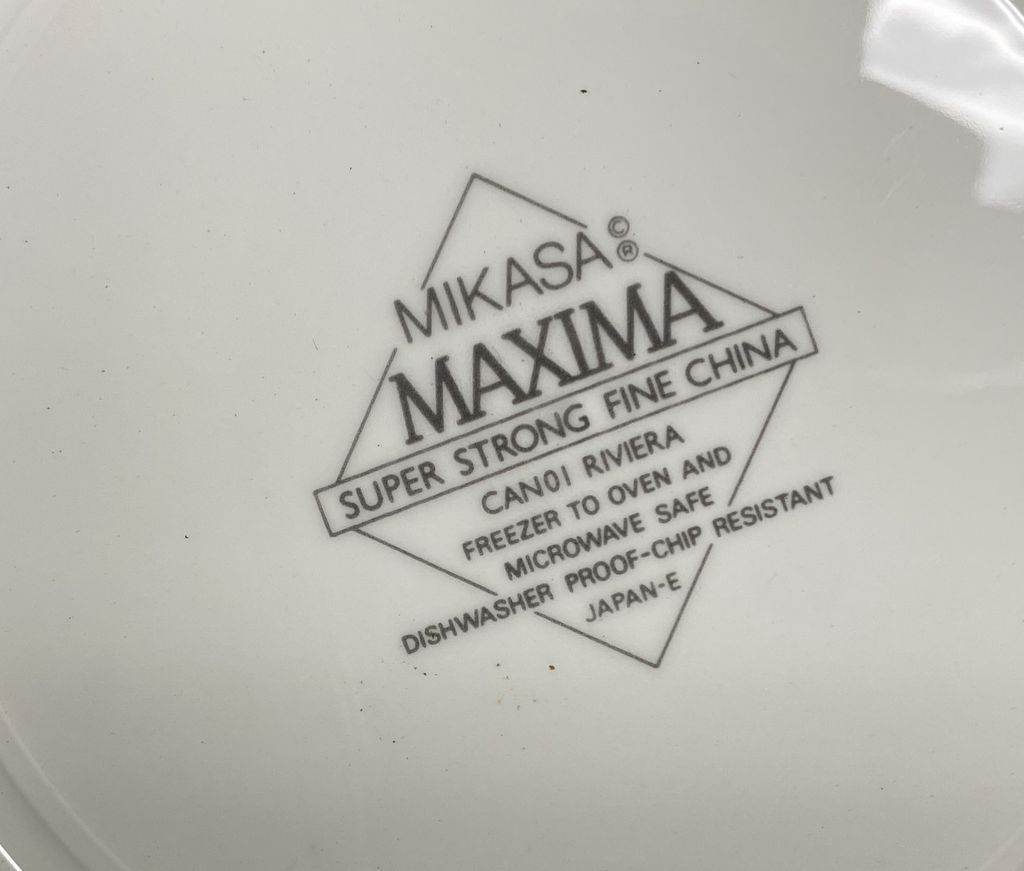 MIKASA © ®
MAXIMA
SUPER STRONG FINE CHINA
CAN01 RIVIERA
FREEZER TO OVEN AND
MICROWAVE SAFE
DISHWASHER PROOF-CHIP RESISTANT
JAPAN-E